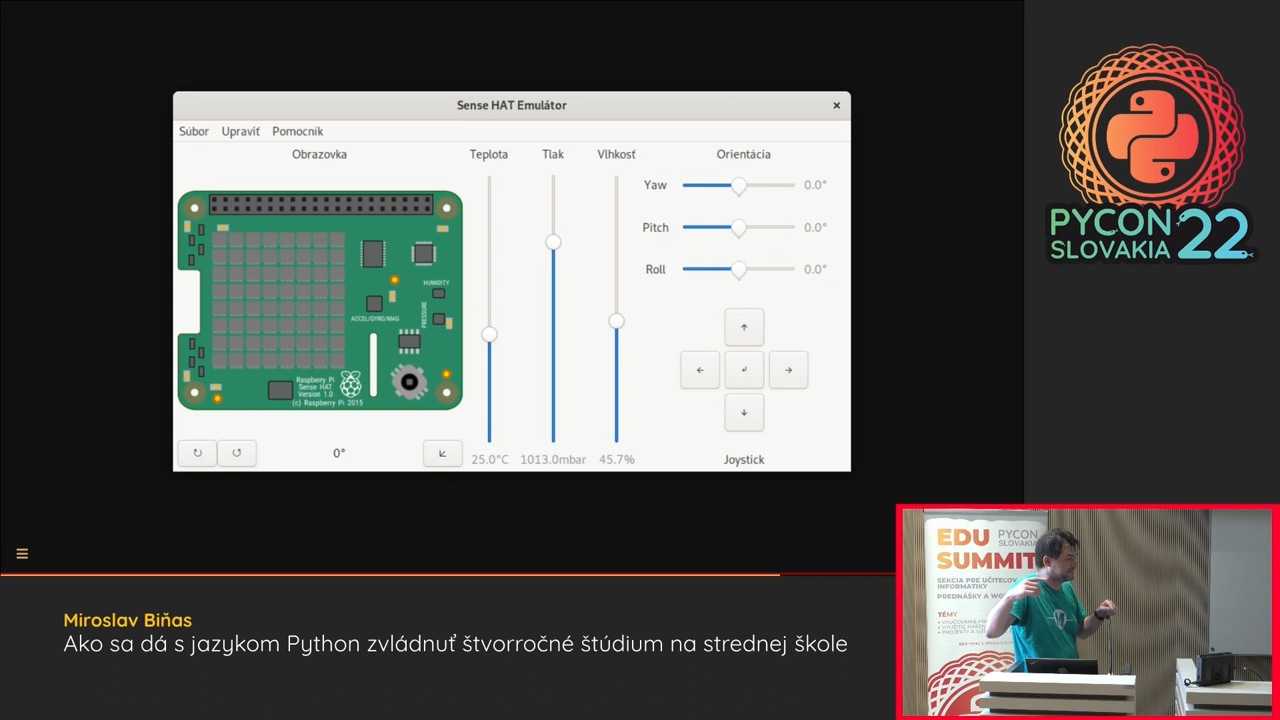 Sense HAT Emulátor
×
Súbor Upraviť Pomocník
Obrazovka
Teplota
Tlak
Vlhkosť
Orientácia
Yaw 0.0°
Pitch 0.0°
Roll 0.0°
HUMIDITY
PRESSURE
ACCEL/GYRO/MAG
Raspberry Pi
Sense HAT
Version 1.0
(c) Raspberry Pi 2015
0°
25.0°C
1013.0mbar
45.7%
Joystick
PYCON
SLOVAKIA 22
EDU
SUMMIT
PYCON
SLOVAKIA
SEKCIA PRE UČITEĽOV
INFORMATIKY
PREDNÁŠKY A
TÉMY
Miroslav Biňas
Ako sa dá s jazykom Python zvládnuť štvorročné štúdium na strednej škole